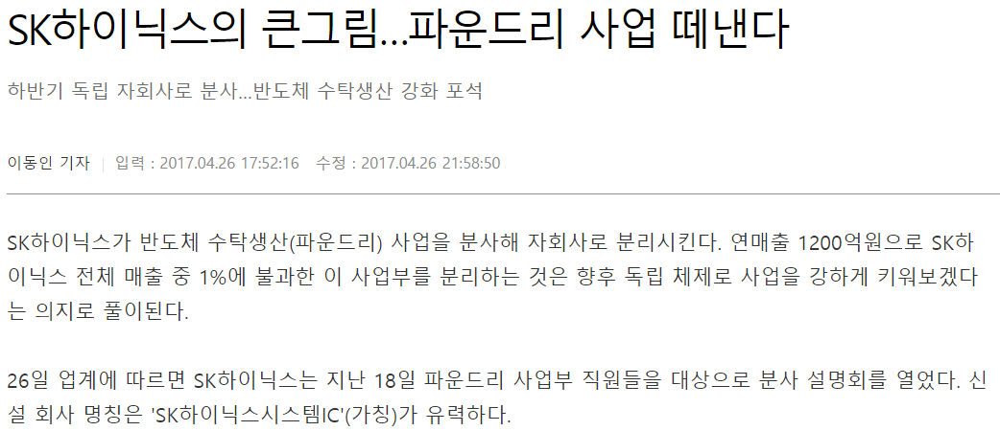 SK하이닉스의 큰그림...파운드리 사업 떼낸다
하반기 독립 자회사로 분사...반도체 수탁생산 강화 포석
이동인 기자 | 입력 : 2017.04.26 17:52:16 수정 : 2017.04.26 21:58:50
SK하이닉스가 반도체 수탁생산(파운드리) 사업을 분사해 자회사로 분리시킨다. 연매출 1200억원으로 SK하
이닉스 전체 매출 중 1%에 불과한 이 사업부를 분리하는 것은 향후 독립 체제로 사업을 강하게 키워보겠다
는 의지로 풀이된다.
26일 업계에 따르면 SK하이닉스는 지난 18일 파운드리 사업부 직원들을 대상으로 분사 설명회를 열었다. 신
설 회사 명칭은 'SK하이닉스시스템IC'(가칭)가 유력하다.